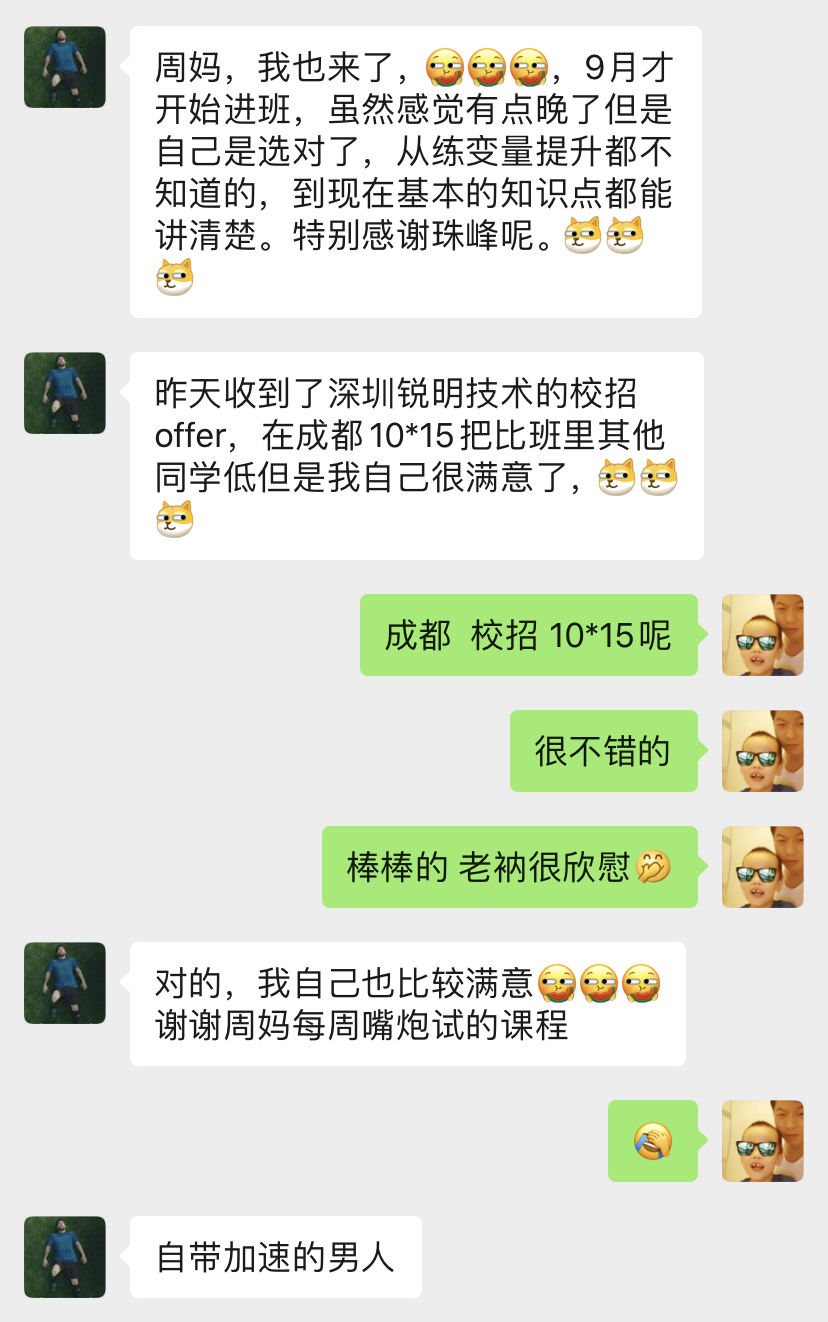 周妈，我也来了，🍉🍉🍉，9月才
开始进班，虽然感觉有点晚了但是
自己是选对了，从练变量提升都不
知道的，到现在基本的知识点都能
讲清楚。特别感谢珠峰呢。
昨天收到了深圳锐明技术的校招
offer，在成都10*15把比班里其他
同学低但是我自己很满意了，
成都 校招 10*15呢
很不错的
棒棒的 老衲很欣慰🤭
对的，我自己也比较满意
谢谢周妈每周嘴炮试的课程
自带加速的男人